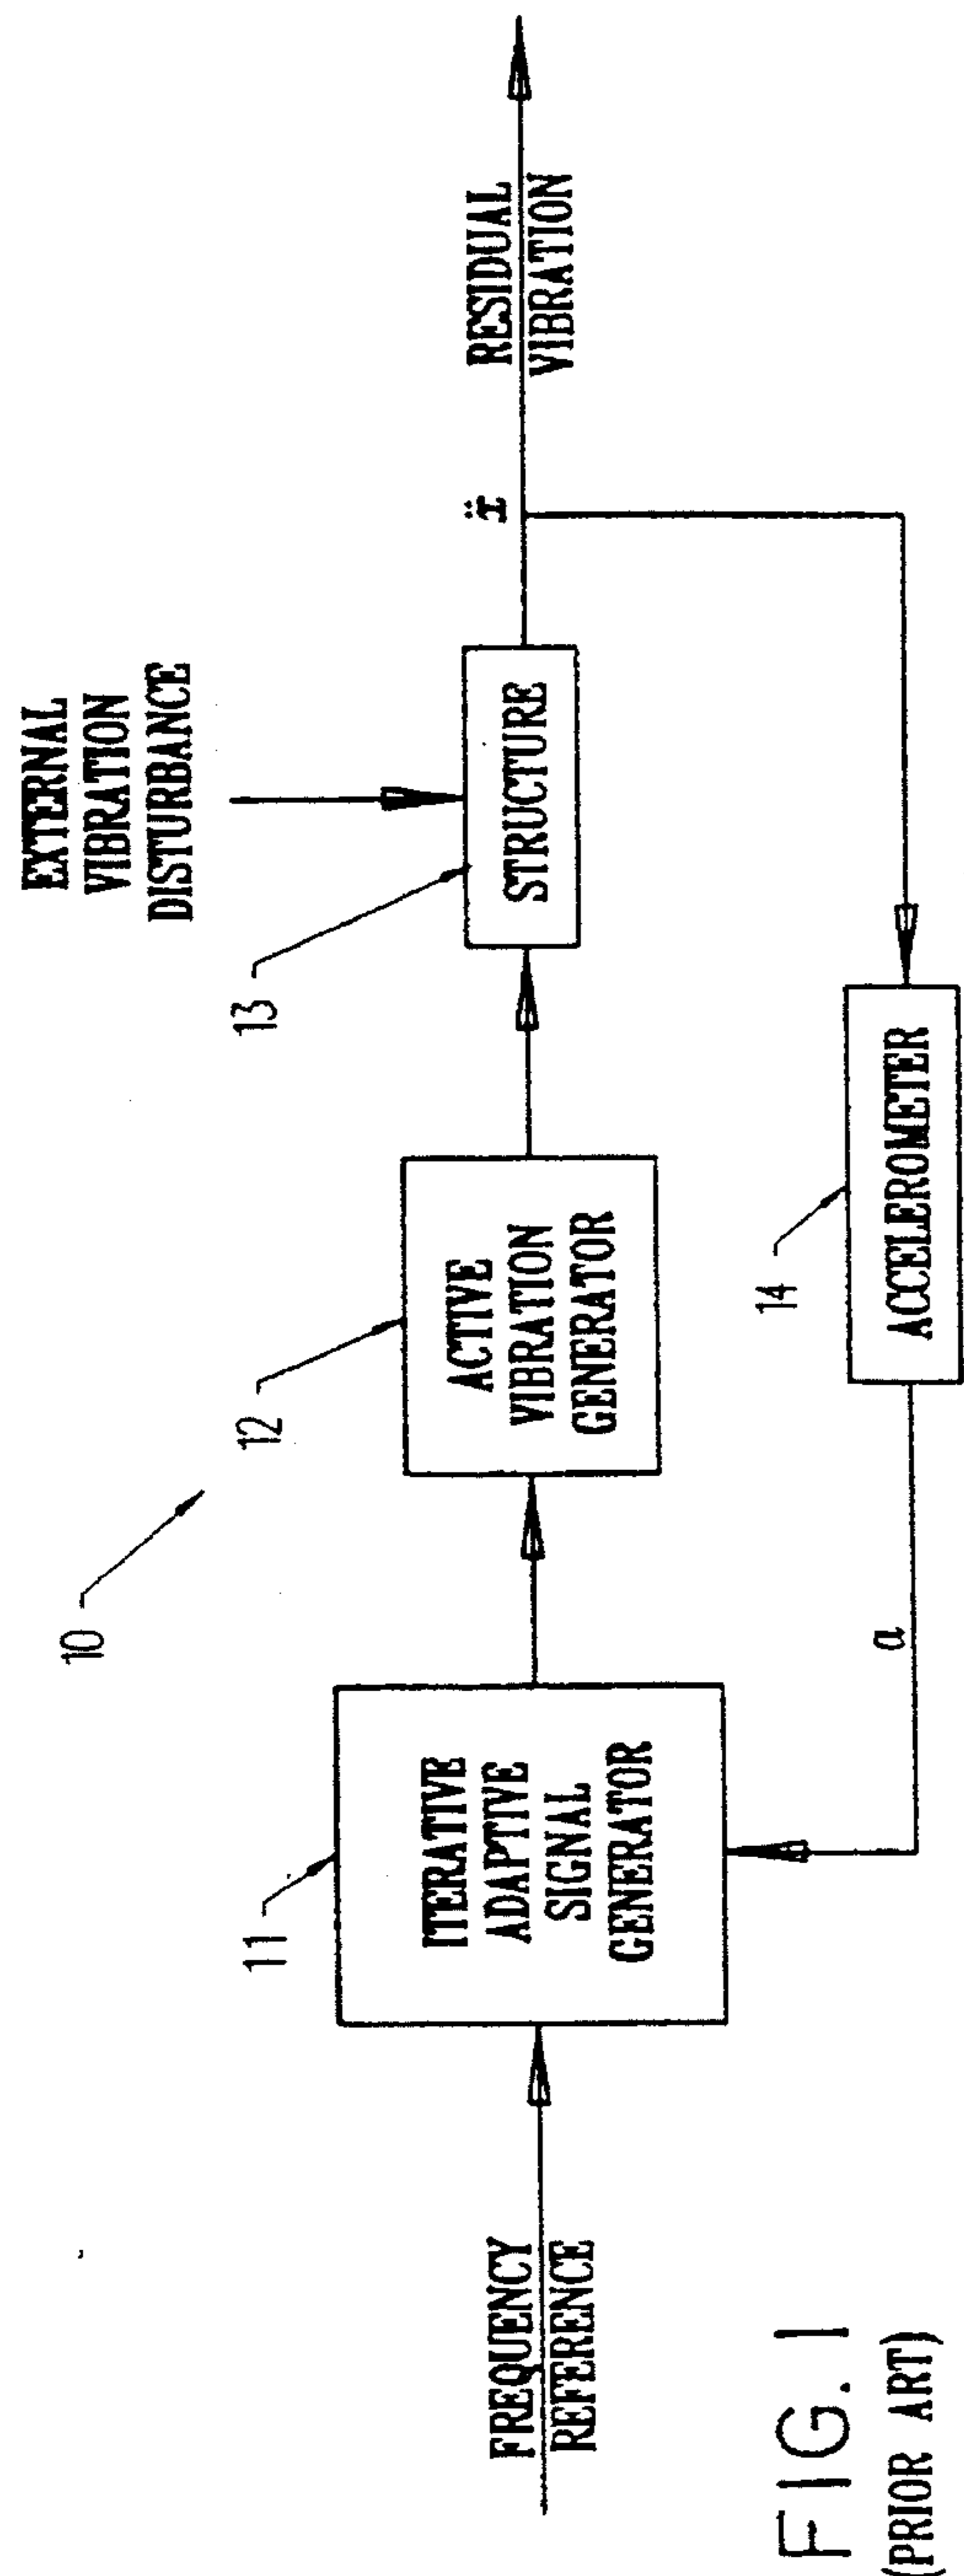 EXTERNAL
VIBRATION
DISTURBANCE
10
12
13
11
ITERATIVE
ADAPTIVE
SIGNAL
GENERATOR
ACTIVE
VIBRATION
GENERATOR
STRUCTURE
ẍ
RESIDUAL
VIBRATION
FREQUENCY
REFERENCE
14
ACCELEROMETER
a
FIG. 1
(PRIOR ART)